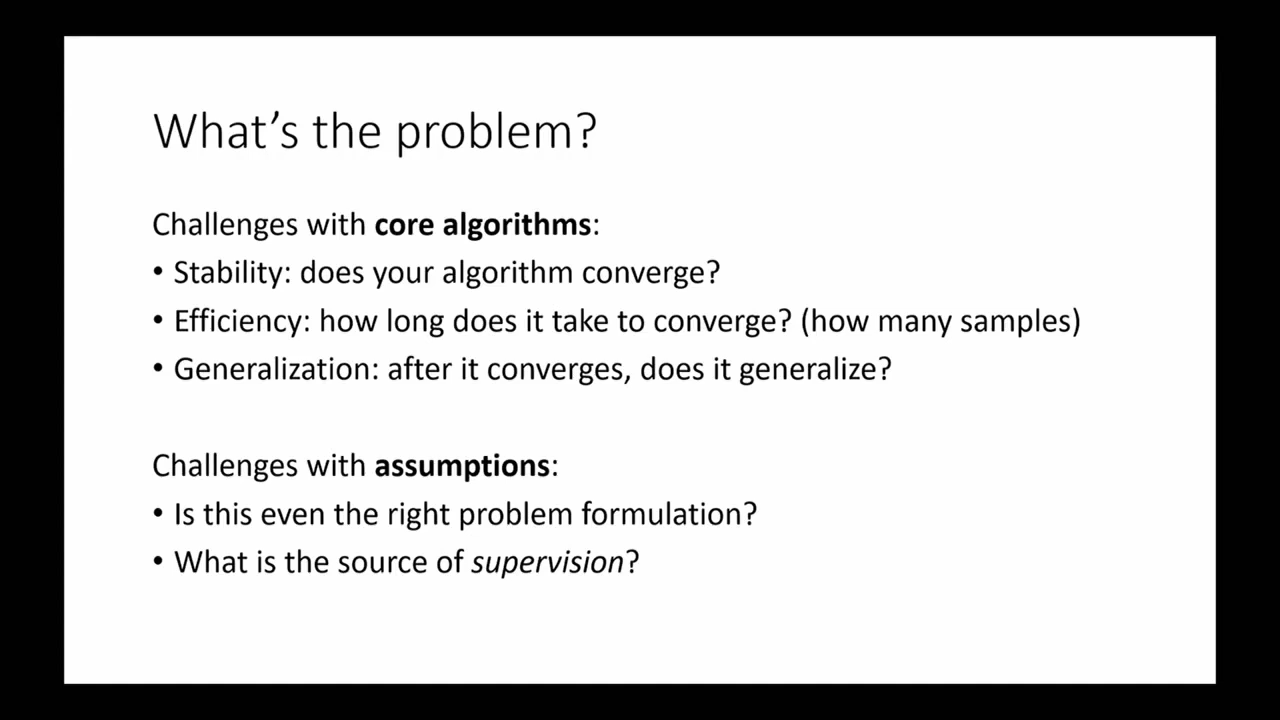 What’s the problem?
Challenges with core algorithms:
• Stability: does your algorithm converge?
• Efficiency: how long does it take to converge? (how many samples)
• Generalization: after it converges, does it generalize?
Challenges with assumptions:
• Is this even the right problem formulation?
• What is the source of supervision?